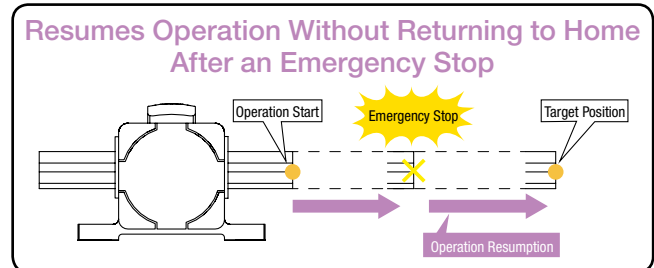 Resumes Operation Without Returning to Home
After an Emergency Stop
Operation Start
Emergency Stop
Target Position
Operation Resumption